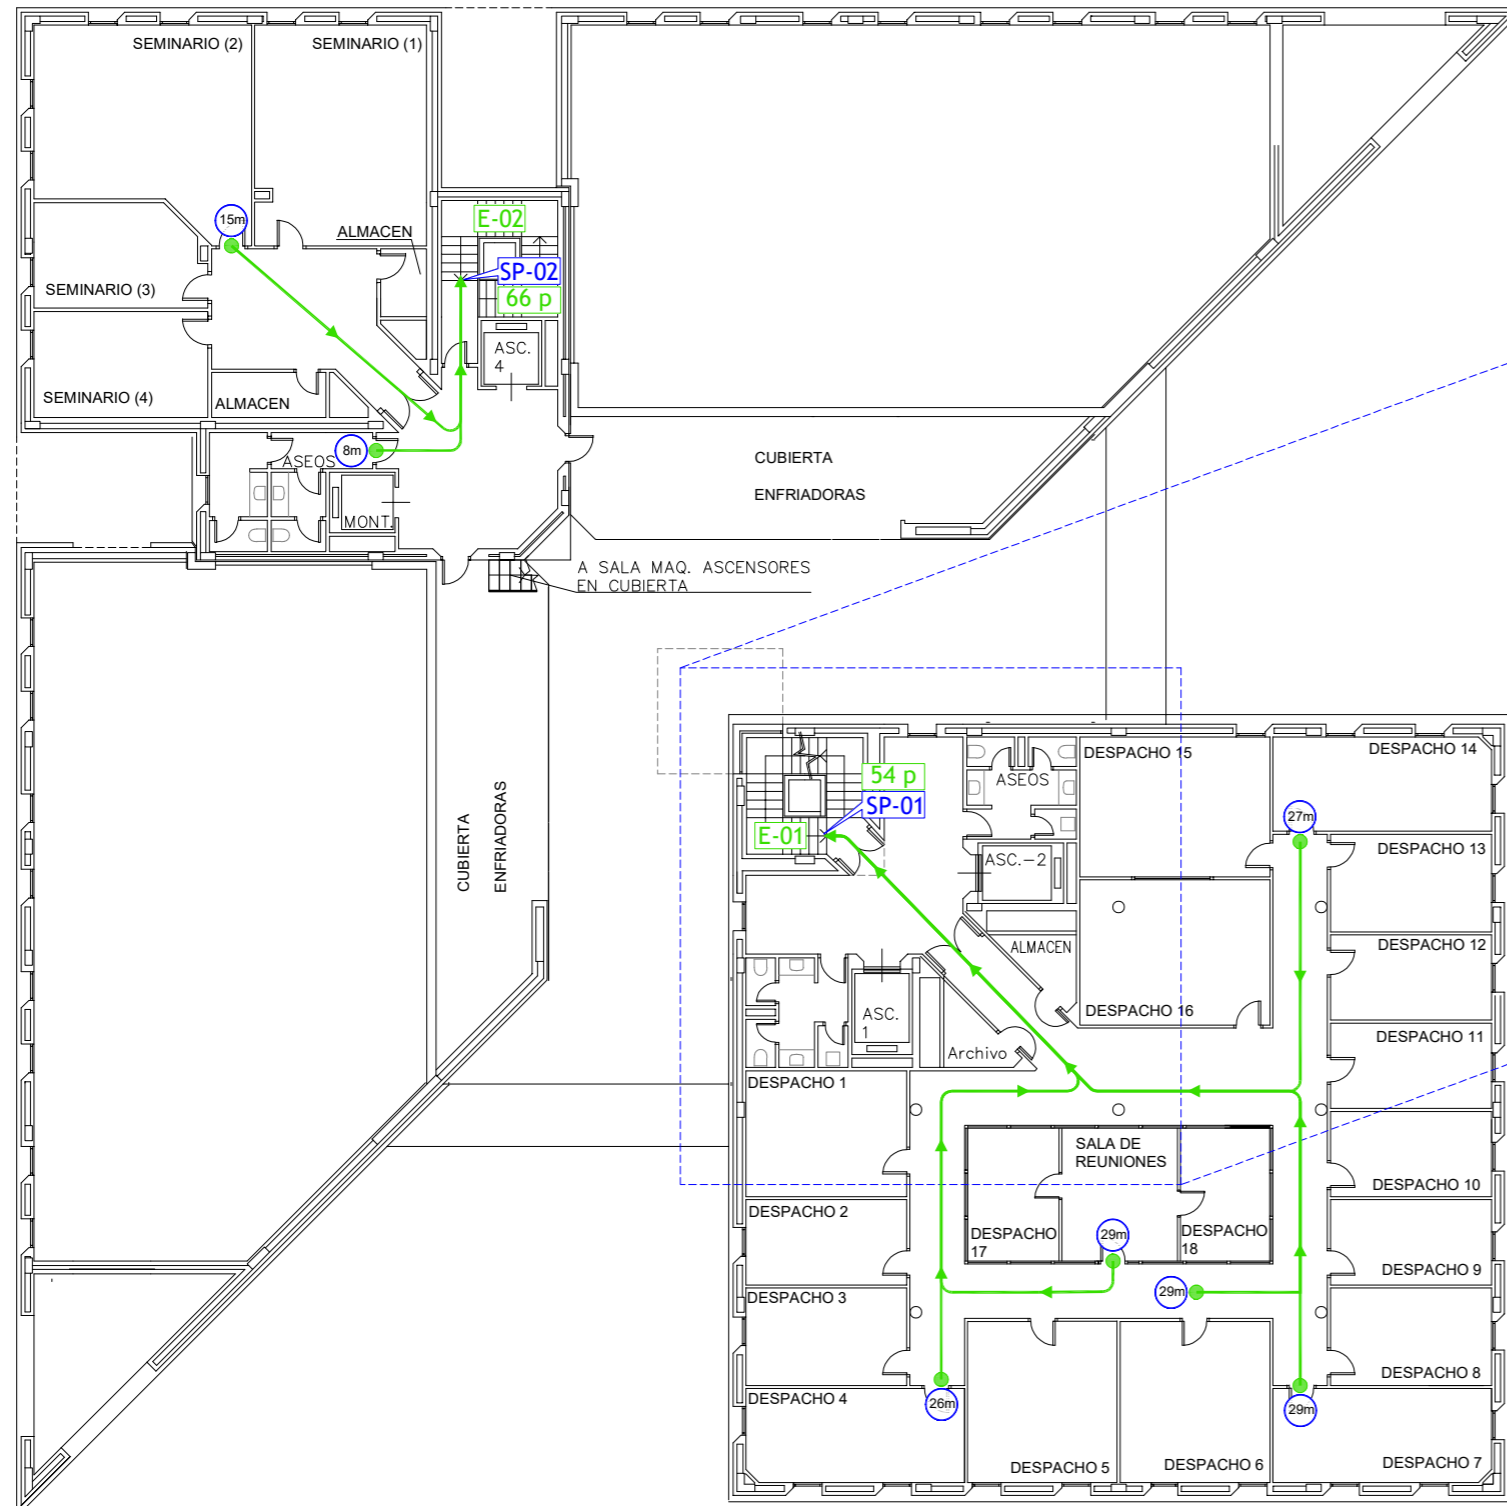 SEMINARIO (2)
SEMINARIO (1)
15m
E-02
ALMACEN
SP-02
66 p
SEMINARIO (3)
ASC.
4
SEMINARIO (4)
ALMACEN
8m
ASEOS
MONT.
CUBIERTA
ENFRIADORAS
A SALA MAQ. ASCENSORES
EN CUBIERTA
CUBIERTA
ENFRIADORAS
54 p
SP-01
E-01
ASEOS
DESPACHO 15
DESPACHO 14
27m
DESPACHO 13
ASC.-2
ALMACEN
DESPACHO 12
ASC.
1
DESPACHO 16
DESPACHO 11
Archivo
DESPACHO 1
SALA DE
REUNIONES
DESPACHO 10
DESPACHO 2
DESPACHO
17
29m
DESPACHO
18
DESPACHO 9
DESPACHO 3
29m
DESPACHO 8
DESPACHO 4
26m
29m
DESPACHO 5
DESPACHO 6
DESPACHO 7